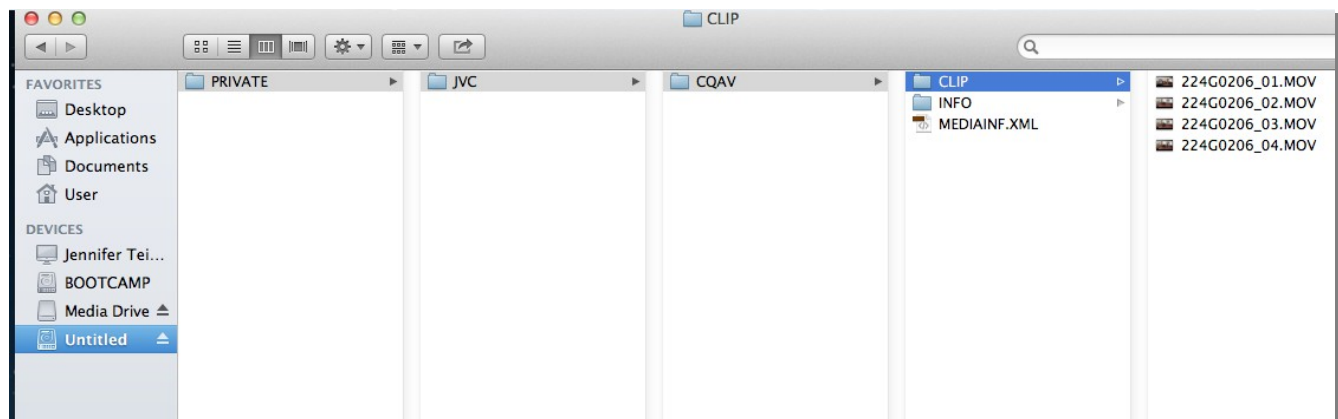 CLIP
FAVORITES
Desktop
Applications
Documents
User
DEVICES
Jennifer Tei...
BOOTCAMP
Media Drive
Untitled
PRIVATE
JVC
CQAV
CLIP
INFO
MEDIAINF.XML
224G0206_01.MOV
224G0206_02.MOV
224G0206_03.MOV
224G0206_04.MOV